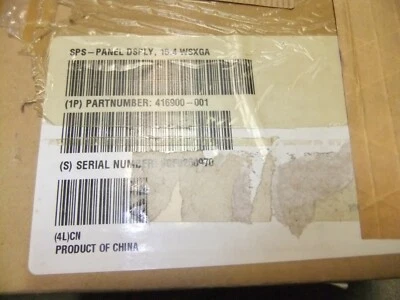 SPS-PANEL DSPLY, 15.4 WSXGA
(1P) PARTNUMBER: 416900-001
(S) SERIAL NUMBER:
(4L)CN
PRODUCT OF CHINA